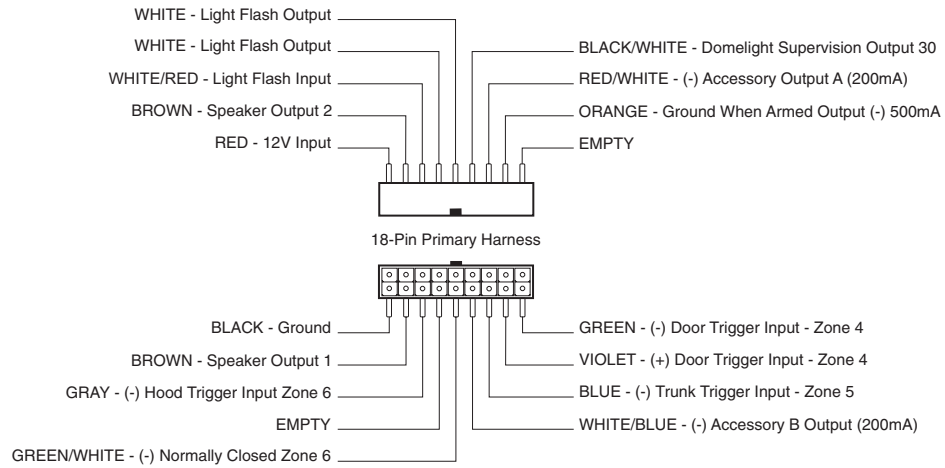 WHITE - Light Flash Output
WHITE - Light Flash Output
WHITE/RED - Light Flash Input
BROWN - Speaker Output 2
RED - 12V Input
BLACK/WHITE - Domelight Supervision Output 30
RED/WHITE - (-) Accessory Output A (200mA)
ORANGE - Ground When Armed Output (-) 500mA
EMPTY
18-Pin Primary Harness
BLACK - Ground
BROWN - Speaker Output 1
GRAY - (-) Hood Trigger Input Zone 6
EMPTY
GREEN/WHITE - (-) Normally Closed Zone 6
GREEN - (-) Door Trigger Input - Zone 4
VIOLET - (+) Door Trigger Input - Zone 4
BLUE - (-) Trunk Trigger Input - Zone 5
WHITE/BLUE - (-) Accessory B Output (200mA)